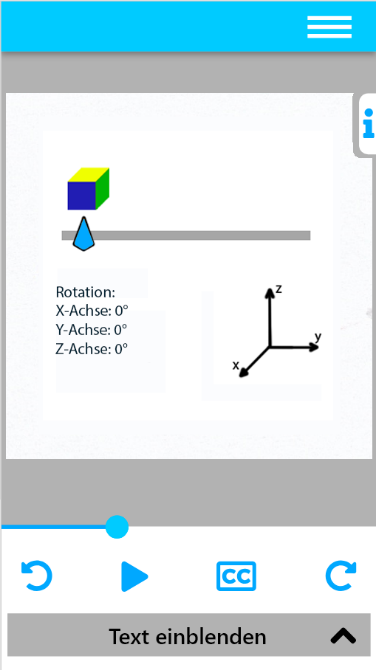 i
z
Rotation:
X-Achse: 0°
Y-Achse: 0°
Z-Achse: 0°
y
x
CC
Text einblenden